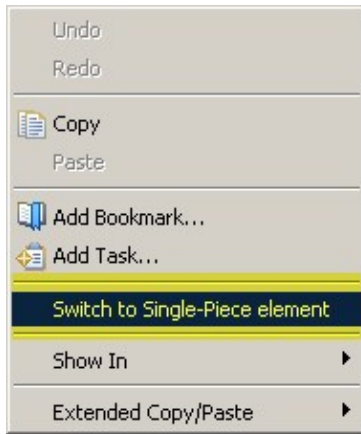 Undo
Redo
Copy
Paste
Add Bookmark...
Add Task...
Switch to Single-Piece element
Show In
Extended Copy/Paste